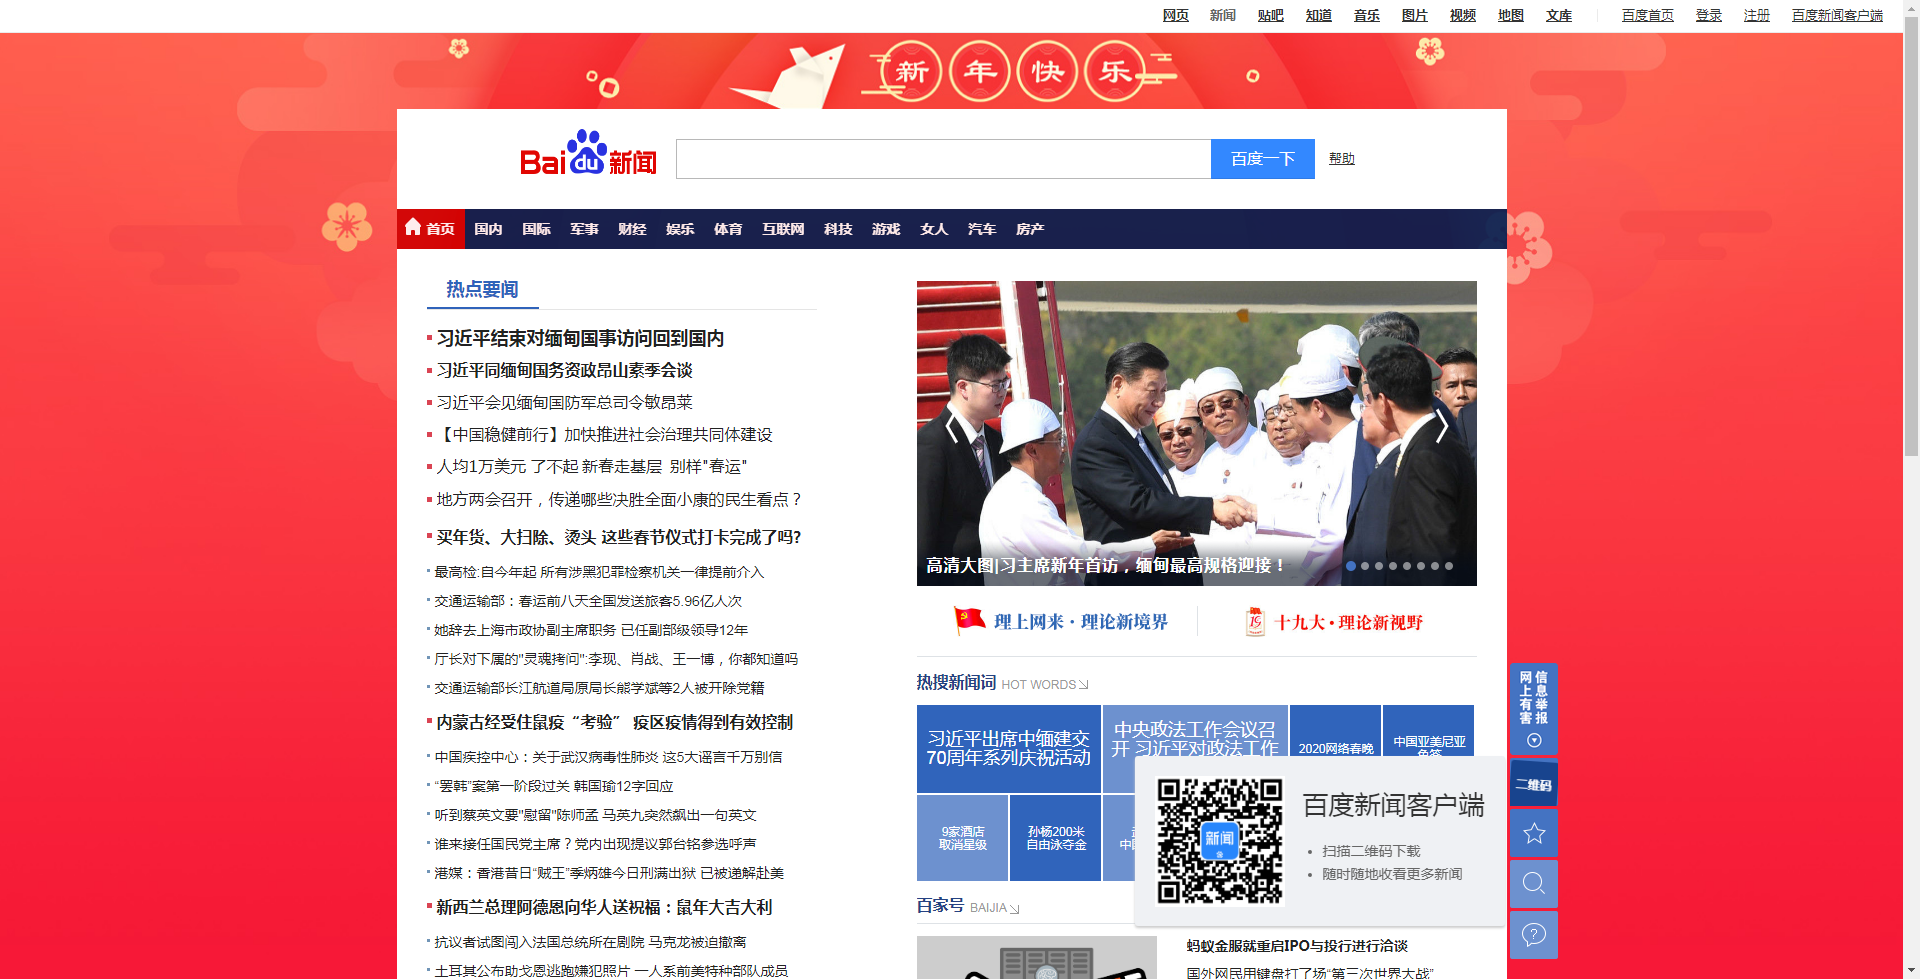 网页 新闻 贴吧 知道 音乐 图片 视频 地图 文库 百度首页 登录 注册 百度新闻客户端
新年快乐
Bai du 新闻 百度一下 帮助
首页 国内 国际 军事 财经 娱乐 体育 互联网 科技 游戏 女人 汽车 房产
热点要闻
习近平结束对缅甸国事访问回到国内
习近平同缅甸国务资政昂山素季会谈
习近平会见缅甸国防军总司令敏昂莱
【中国稳健前行】加快推进社会治理共同体建设
人均1万美元 了不起 新春走基层 别样"春运"
地方两会召开，传递哪些决胜全面小康的民生看点？
买年货、大扫除、烫头 这些春节仪式打卡完成了吗?
最高检:自今年起 所有涉黑犯罪检察机关一律提前介入
交通运输部：春运前八天全国发送旅客5.96亿人次
她辞去上海市政协副主席职务 已任副部级领导12年
厅长对下属的"灵魂拷问":李现、肖战、王一博，你都知道吗
交通运输部长江航道局原局长熊学斌等2人被开除党籍
内蒙古经受住鼠疫“考验” 疫区疫情得到有效控制
中国疾控中心：关于武汉病毒性肺炎 这5大谣言千万别信
“罢韩”案第一阶段过关 韩国瑜12字回应
听到蔡英文要"慰留"陈师孟 马英九突然飙出一句英文
谁来接任国民党主席？党内出现提议郭台铭参选呼声
港媒：香港昔日“贼王”季炳雄今日刑满出狱 已被递解赴美
新西兰总理阿德恩向华人送祝福：鼠年大吉大利
抗议者试图闯入法国总统所在剧院 马克龙被迫撤离
土耳其公布助戈恩逃跑嫌犯照片 一人系前美特种部队成员
高清大图|习主席新年首访，缅甸最高规格迎接！
理上网来·理论新境界
19 十九大·理论新视野
热搜新闻词 HOT WORDS
习近平出席中缅建交
70周年系列庆祝活动
中央政法工作会议召
开 习近平对政法工作
2020网络春晚
中国亚美尼亚
免签
9家酒店
取消星级
孙杨200米
自由泳夺金
中
百家号 BAIJIA
蚂蚁金服就重启IPO与投行进行洽谈
国外网民用键盘打了场“第三次世界大战”
新闻
百度新闻客户端
扫描二维码下载
随时随地收看更多新闻
网上有害
信息举报
二维码